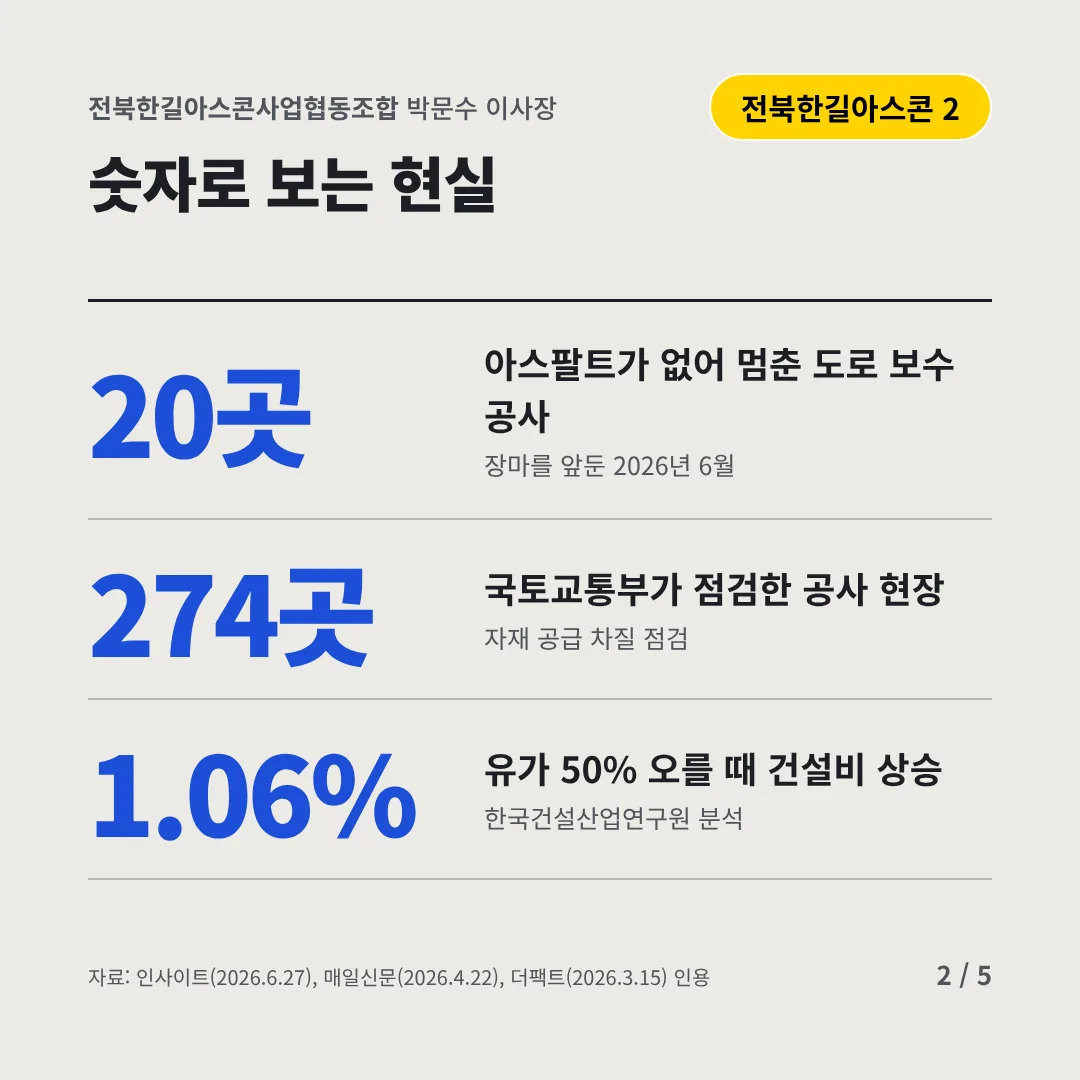 전북한길아스콘사업협동조합 박문수 이사장
전북한길아스콘 2
숫자로 보는 현실
20곳
아스팔트가 없어 멈춘 도로 보수
공사
장마를 앞둔 2026년 6월
274곳
국토교통부가 점검한 공사 현장
자재 공급 차질 점검
1.06%
유가 50% 오를 때 건설비 상승
한국건설산업연구원 분석
자료: 인사이트(2026.6.27), 매일신문(2026.4.22), 더팩트(2026.3.15) 인용
2 / 5